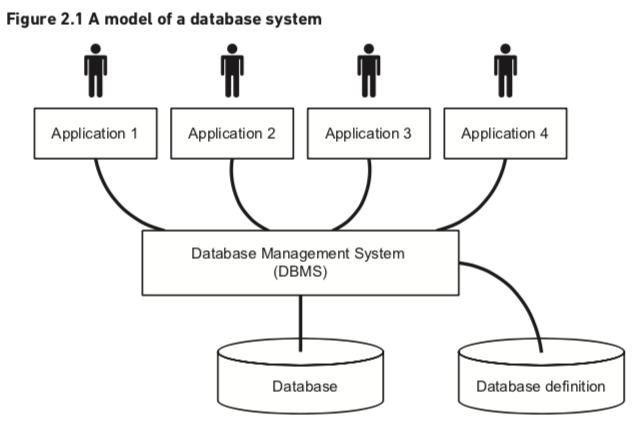 Figure 2.1 A model of a database system
Application 1
Application 2
Application 3
Application 4
Database Management System
(DBMS)
Database
Database definition